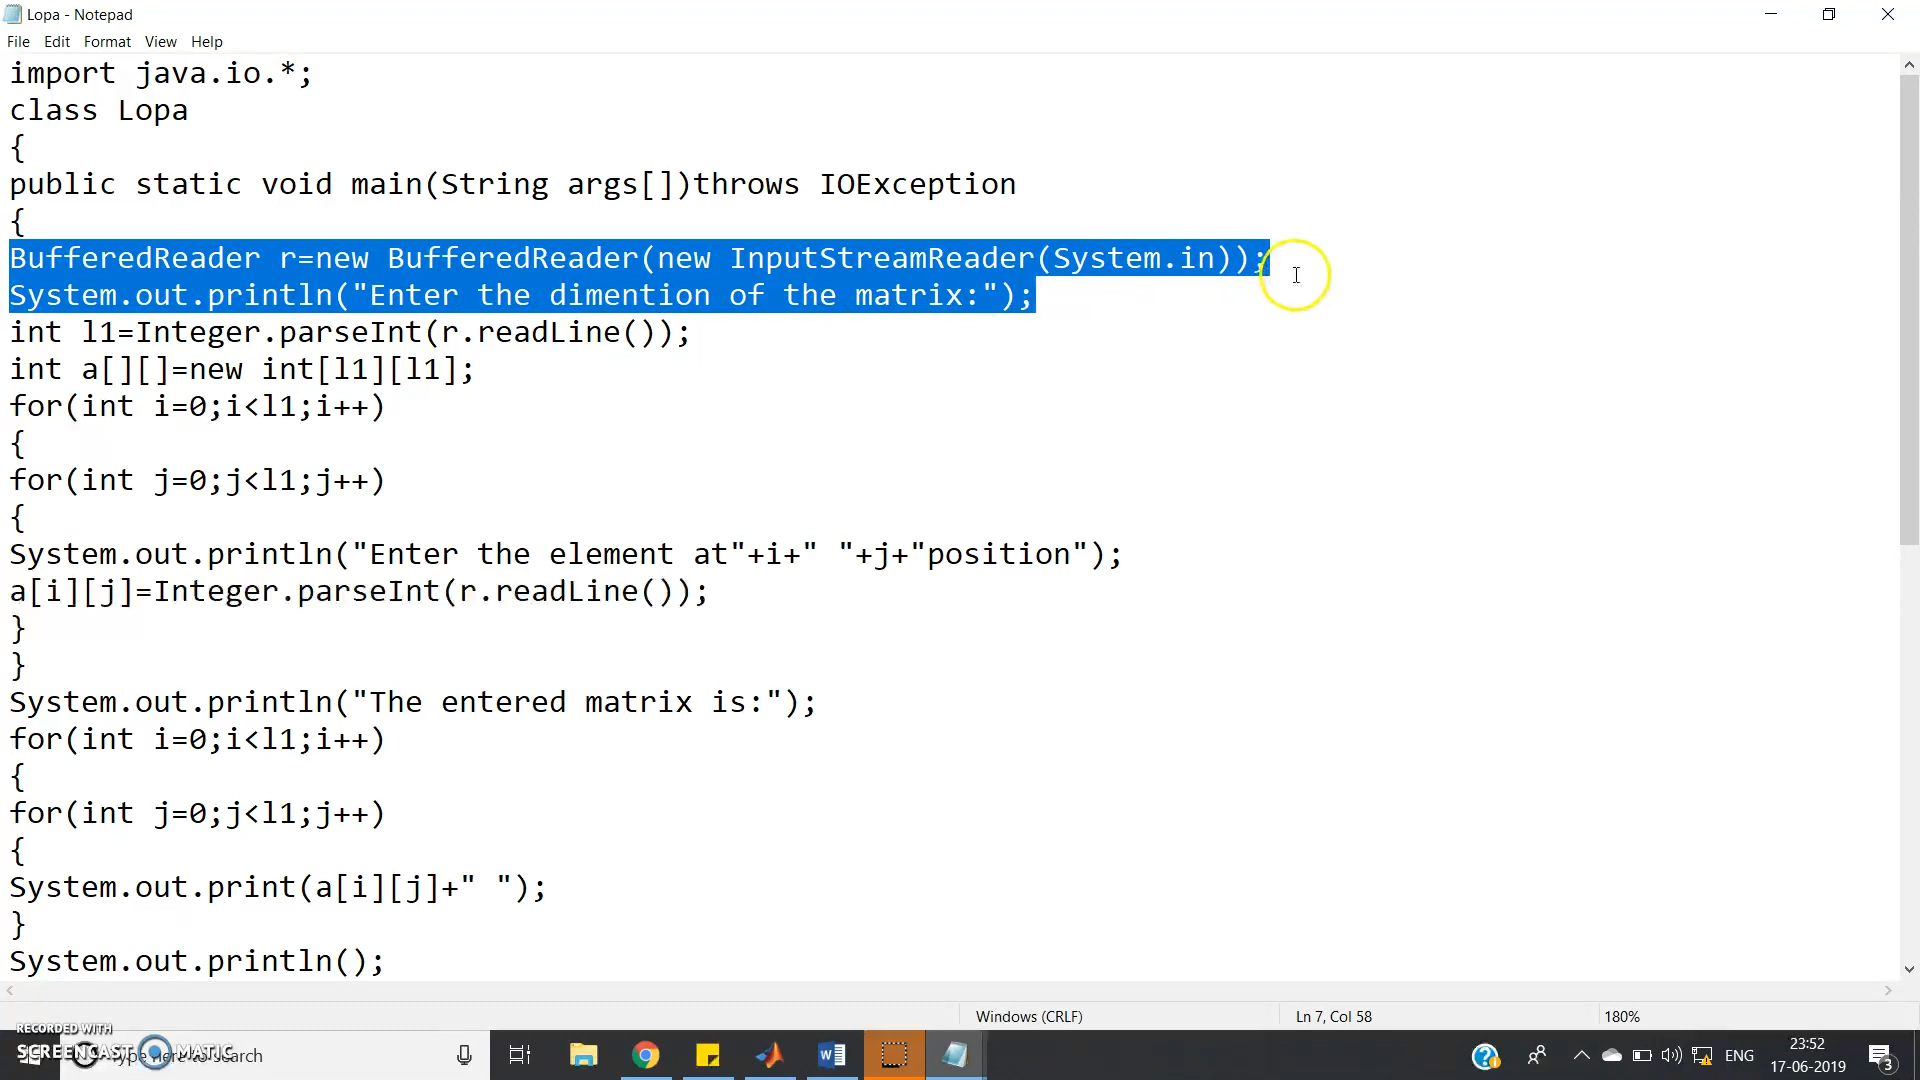 Lopa - Notepad
File Edit Format View Help
import java.io.*;
class Lopa
{
public static void main(String args[])throws IOException
{
BufferedReader r=new BufferedReader(new InputStreamReader(System.in));
System.out.println("Enter the dimention of the matrix:");
int l1=Integer.parseInt(r.readLine());
int a[][]=new int[l1][l1];
for(int i=0;i<l1;i++)
{
for(int j=0;j<l1;j++)
{
System.out.println("Enter the element at"+i+" "+j+"position");
a[i][j]=Integer.parseInt(r.readLine());
}
}
System.out.println("The entered matrix is:");
for(int i=0;i<l1;i++)
{
for(int j=0;j<l1;j++)
{
System.out.print(a[i][j]+" ");
}
System.out.println();
Windows (CRLF) Ln 7, Col 58 180%
RECORDED WITH
SCREENCAST MATIC
Type here to search
ENG
23:52
17-06-2019
3